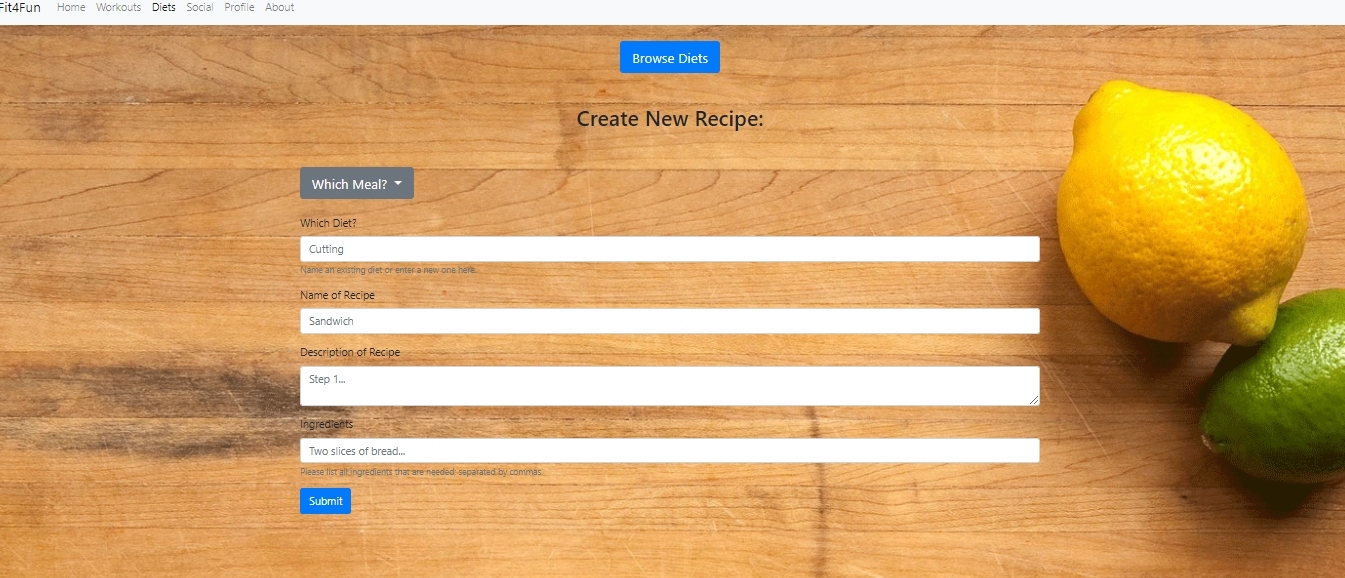 Fit4Fun Home Workouts Diets Social Profile About
Browse Diets
Create New Recipe:
Which Meal?
Which Diet?
Cutting
Name an existing diet or enter a new one here.
Name of Recipe
Sandwich
Description of Recipe
Step 1...
Ingredients
Two slices of bread...
Please list all ingredients that are needed, separated by commas.
Submit